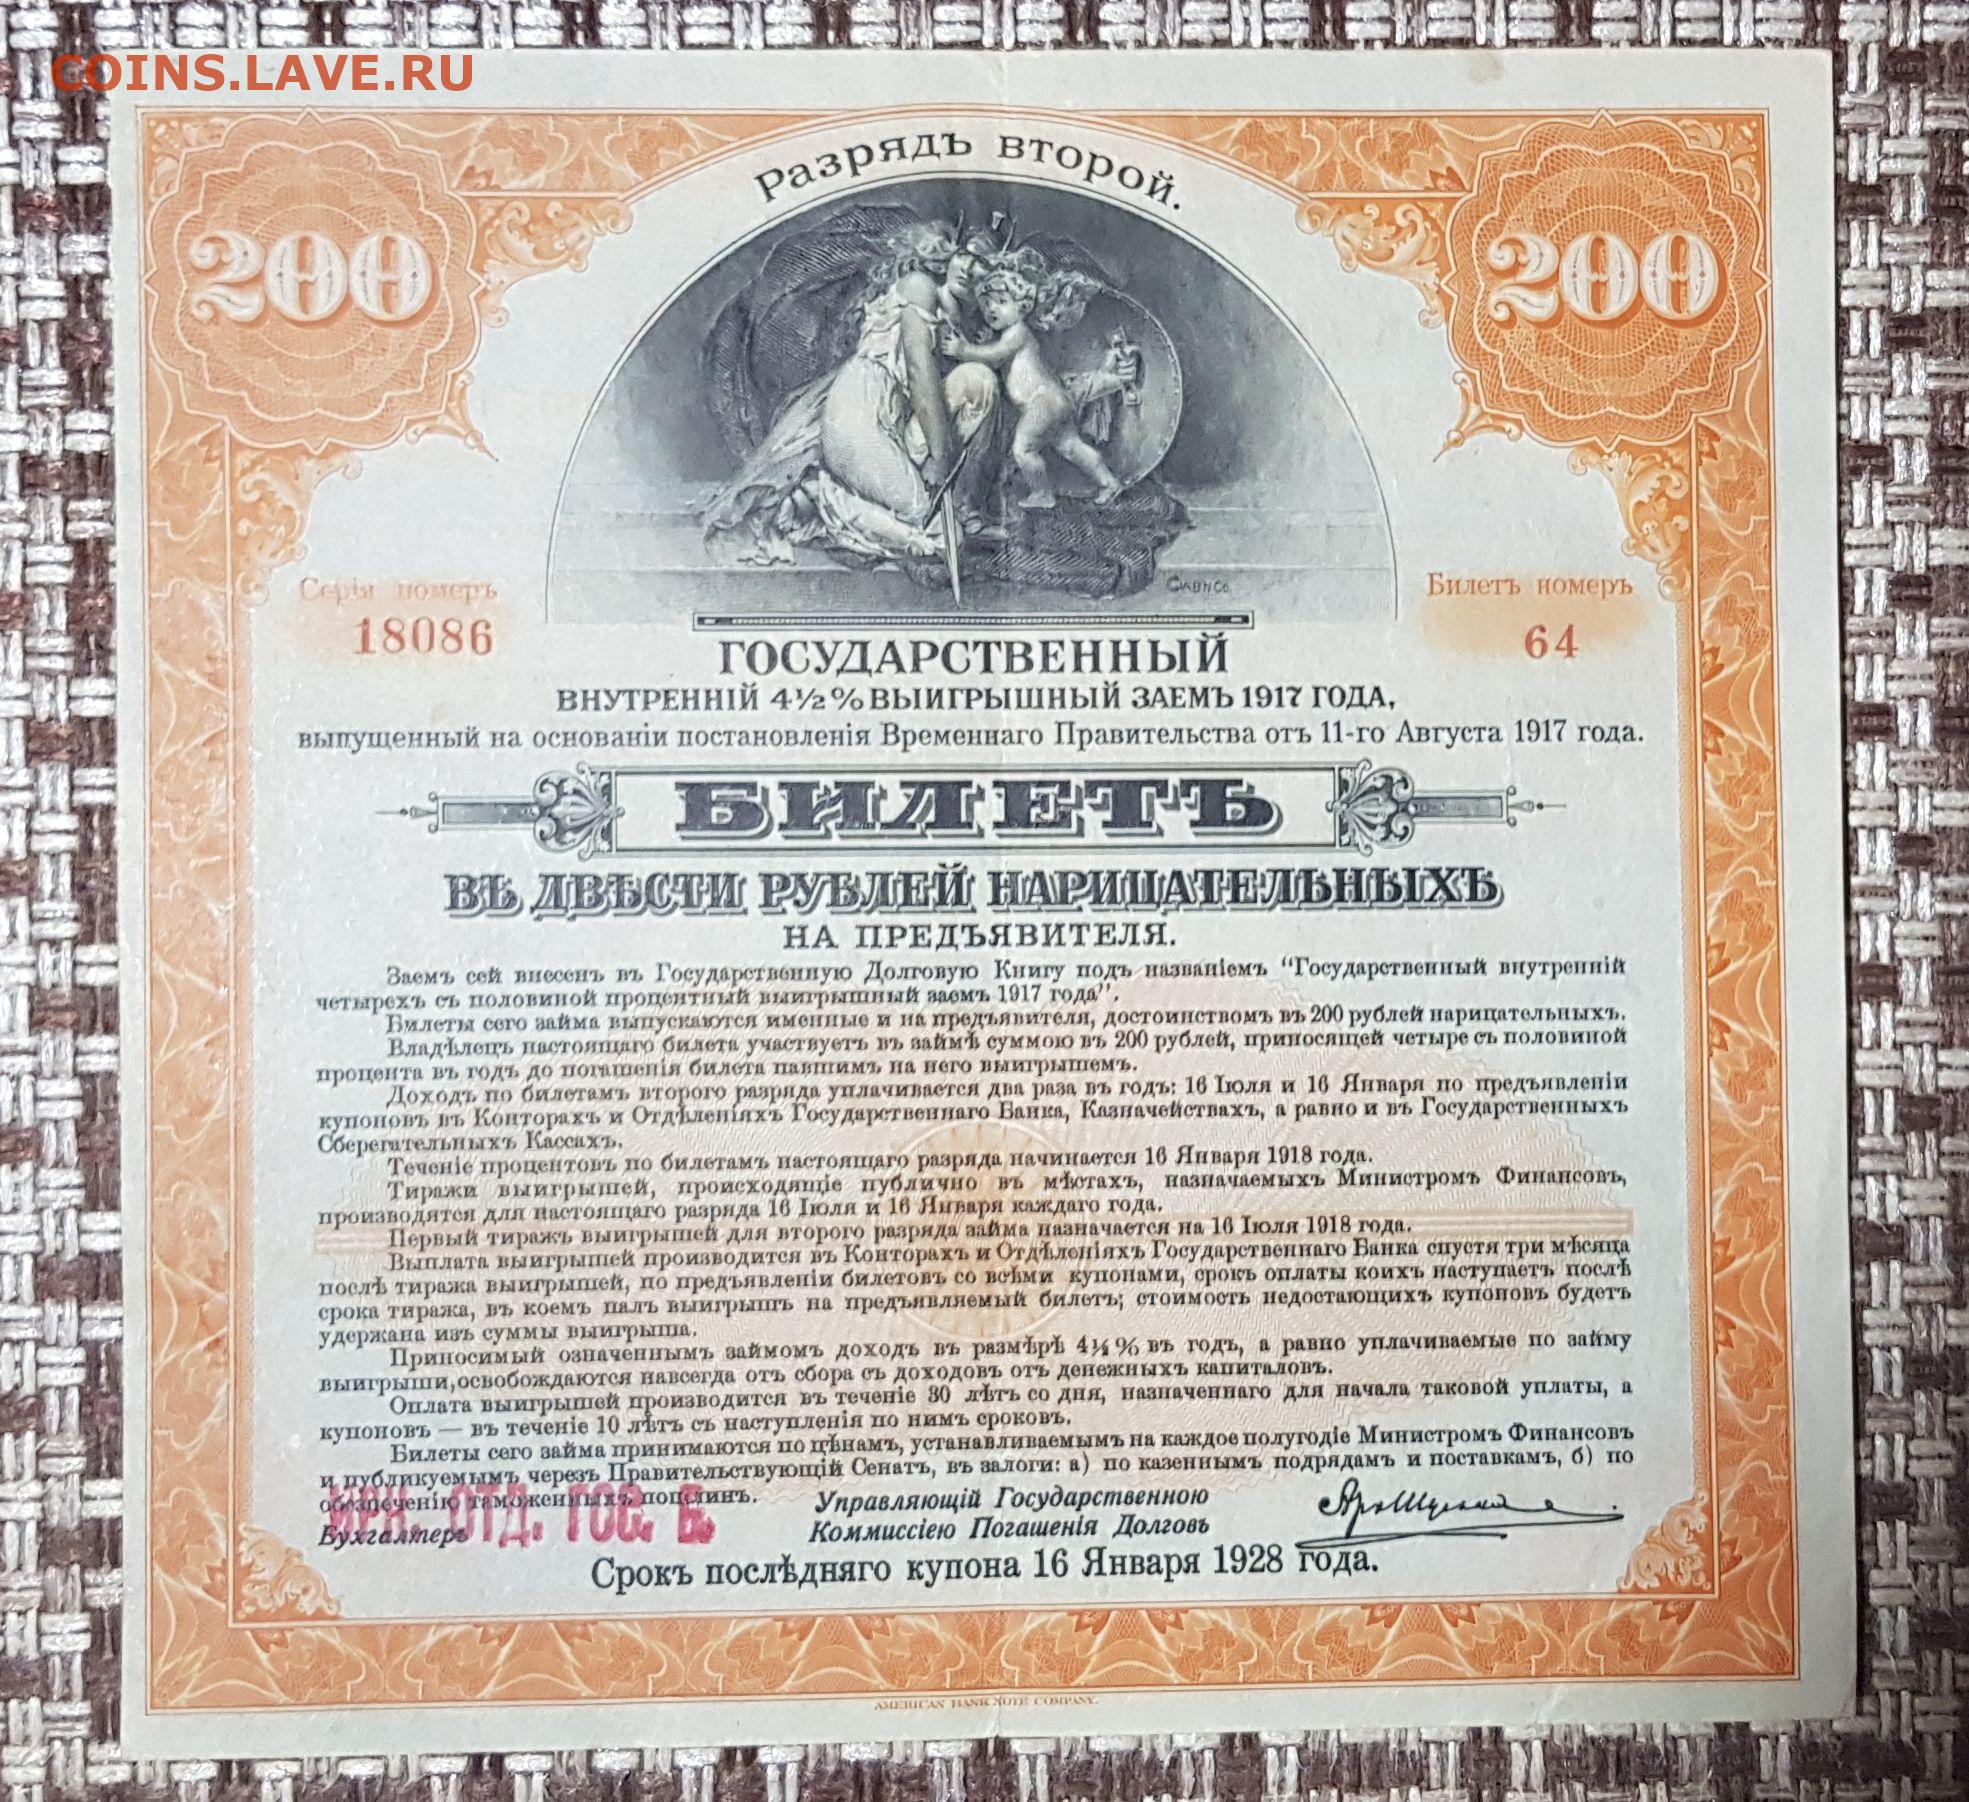 COINS.LAVE.RU
Разрядъ второй.
200
200
CABNCo.
Серія номеръ
18086
Билетъ номеръ
64
ГОСУДАРСТВЕННЫЙ
ВНУТРЕННІЙ 4½% ВЫИГРЫШНЫЙ ЗАЕМЪ 1917 ГОДА,
выпущенный на основаніи постановленія Временнаго Правительства отъ 11-го Августа 1917 года.
БИЛЕТЪ
ВЪ ДВѢСТИ РУБЛЕЙ НАРИЦАТЕЛЬНЫХЪ
НА ПРЕДЪЯВИТЕЛЯ.
Заемъ сей внесенъ въ Государственную Долговую Книгу подъ названіемъ "Государственный внутренній
четырехъ съ половиной процентный выигрышный заемъ 1917 года".
Билеты сего займа выпускаются именные и на предъявителя, достоинствомъ въ 200 рублей нарицательныхъ.
Владѣлецъ настоящаго билета участвуетъ въ займѣ суммою въ 200 рублей, приносящей четыре съ половиной
процента въ годъ до погашенія билета павшимъ на него выигрышемъ.
Доходъ по билетамъ второго разряда уплачивается два раза въ годъ: 16 Іюля и 16 Января по предъявленіи
купоновъ въ Конторахъ и Отдѣленіяхъ Государственнаго Банка, Казначействахъ, а равно и въ Государственныхъ
Сберегательныхъ Кассахъ.
Теченіе процентовъ по билетамъ настоящаго разряда начинается 16 Января 1918 года.
Тиражи выигрышей, происходящіе публично въ мѣстахъ, назначаемыхъ Министромъ Финансовъ,
производятся для настоящаго разряда 16 Іюля и 16 Января каждаго года.
Первый тиражъ выигрышей для второго разряда займа назначается на 16 Іюля 1918 года.
Выплата выигрышей производится въ Конторахъ и Отдѣленіяхъ Государственнаго Банка спустя три мѣсяца
послѣ тиража выигрышей, по предъявленіи билетовъ со всѣми купонами, срокъ оплаты коихъ наступаетъ послѣ
срока тиража, въ коемъ палъ выигрышъ на предъявляемый билетъ; стоимость недостающихъ купоновъ будетъ
удержана изъ суммы выигрыша.
Приносимый означеннымъ займомъ доходъ въ размѣрѣ 4½% въ годъ, а равно уплачиваемые по займу
выигрыши,освобождаются навсегда отъ сбора съ доходовъ отъ денежныхъ капиталовъ.
Оплата выигрышей производится въ теченіе 30 лѣтъ со дня, назначеннаго для начала таковой уплаты, а
купоновъ — въ теченіе 10 лѣтъ съ наступленія по нимъ сроковъ.
Билеты сего займа принимаются по цѣнамъ, устанавливаемымъ на каждое полугодіе Министромъ Финансовъ
и публикуемымъ черезъ Правительствующій Сенатъ, въ залоги: а) по казеннымъ подрядамъ и поставкамъ, б) по
обезпеченію таможенныхъ пошлинъ.
ИРК. ОТД. ГОС. Б.
Бухгалтеръ
Управляющій Государственною
Коммиссіею Погашенія Долговъ
Срокъ послѣдняго купона 16 Января 1928 года.
AMERICAN BANK NOTE COMPANY.